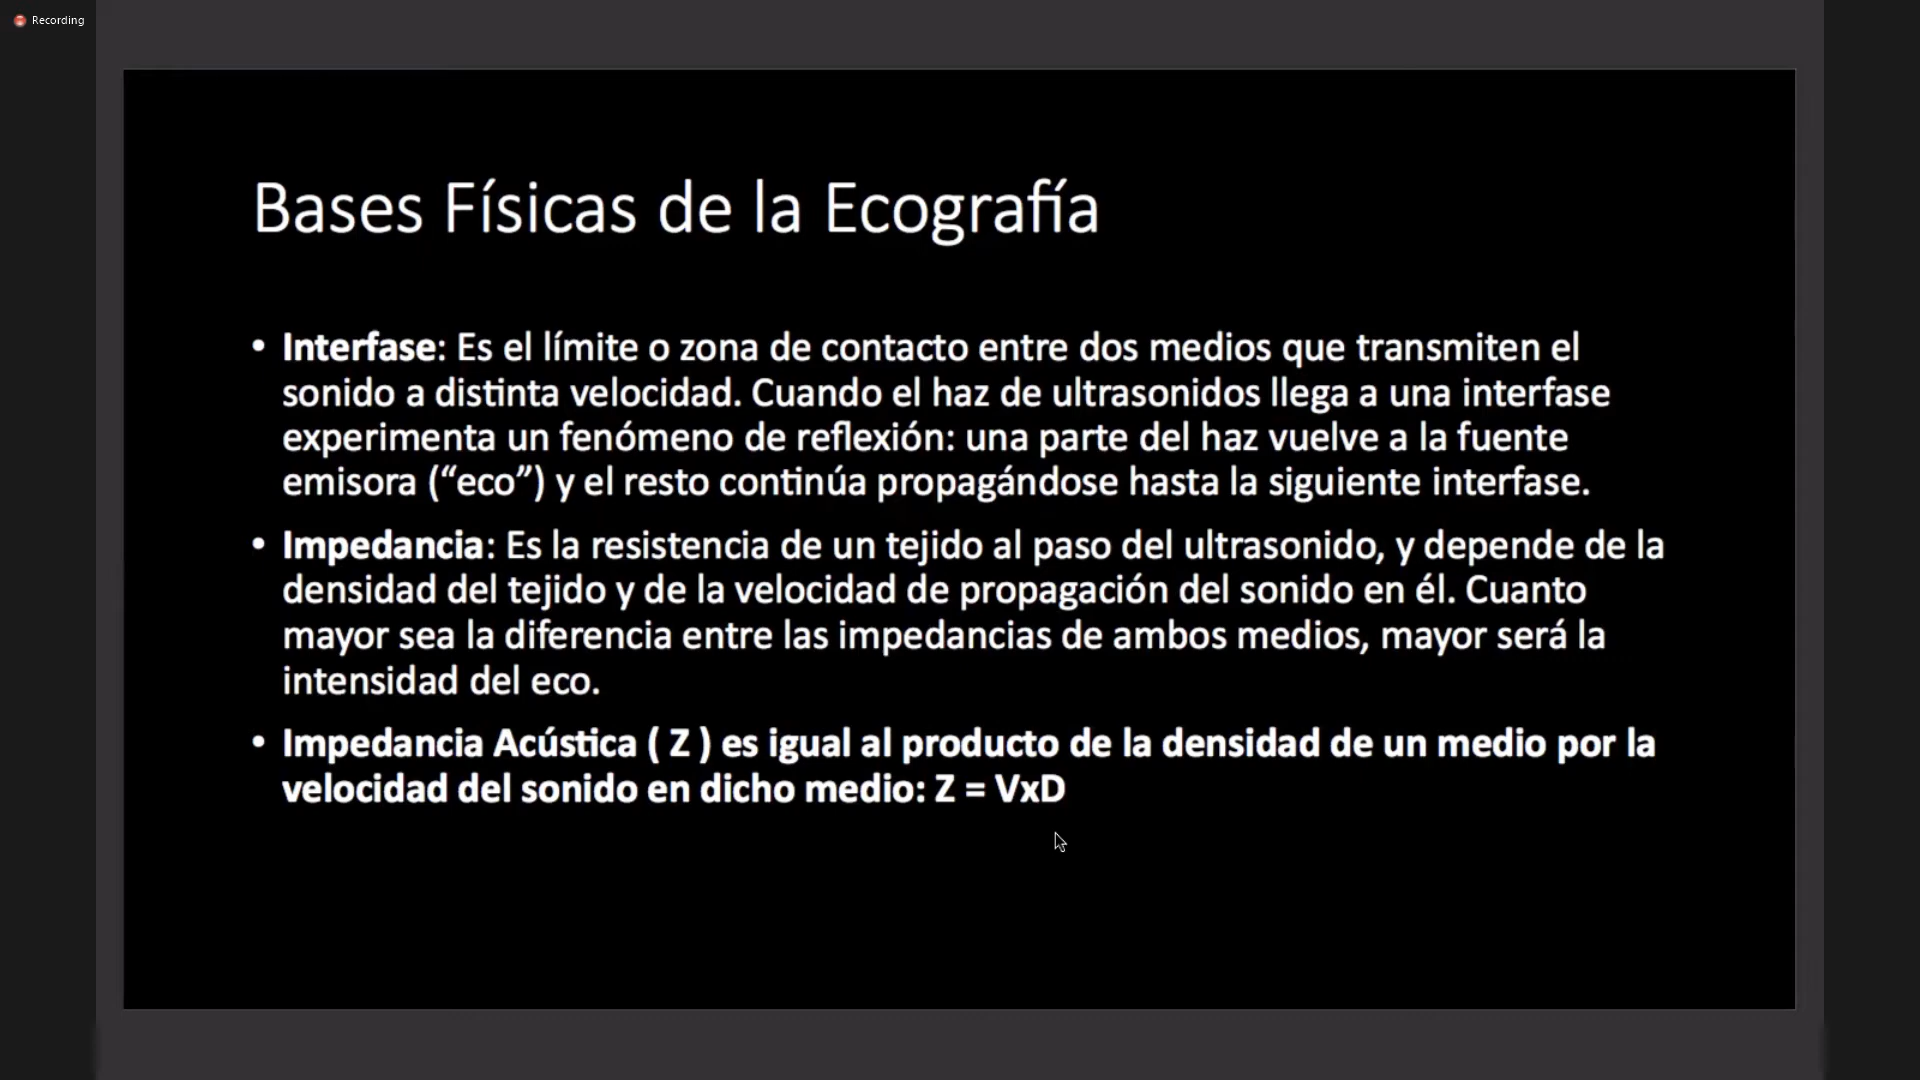 Recording
Bases Físicas de la Ecografía
• Interfase: Es el límite o zona de contacto entre dos medios que transmiten el
sonido a distinta velocidad. Cuando el haz de ultrasonidos llega a una interfase
experimenta un fenómeno de reflexión: una parte del haz vuelve a la fuente
emisora (“eco”) y el resto continúa propagándose hasta la siguiente interfase.
• Impedancia: Es la resistencia de un tejido al paso del ultrasonido, y depende de la
densidad del tejido y de la velocidad de propagación del sonido en él. Cuanto
mayor sea la diferencia entre las impedancias de ambos medios, mayor será la
intensidad del eco.
• Impedancia Acústica ( Z ) es igual al producto de la densidad de un medio por la
velocidad del sonido en dicho medio: Z = VxD